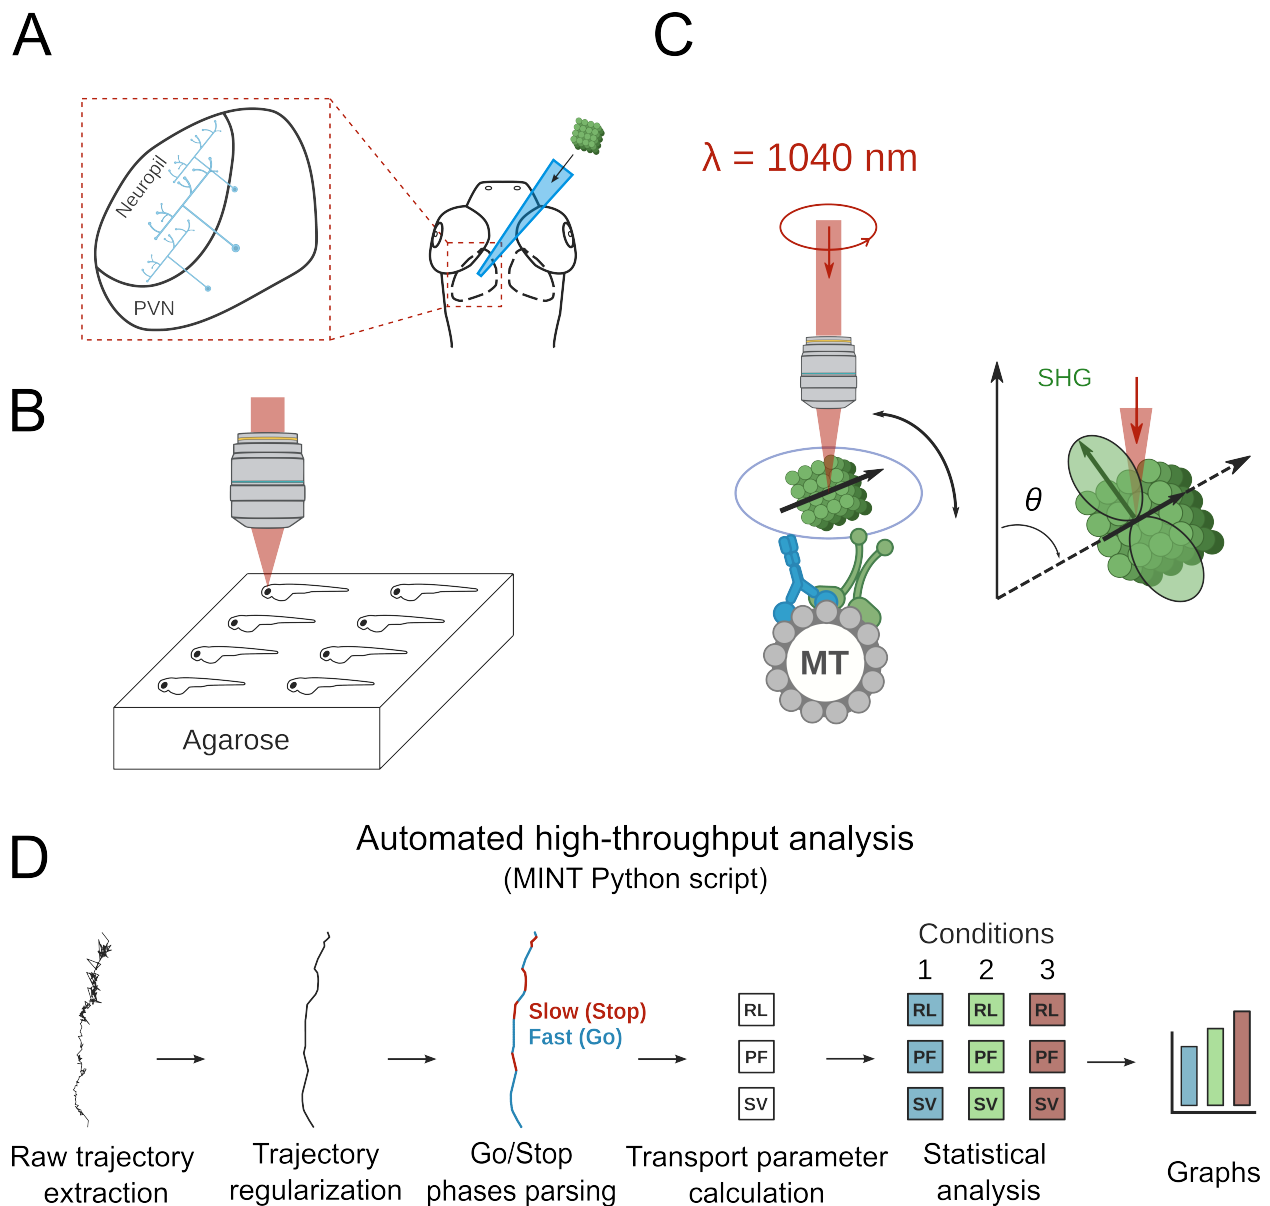 A
Neuropil
PVN
B
Agarose
C
λ = 1040 nm
SHG
θ
MT
D
Automated high-throughput analysis
(MINT Python script)
Slow (Stop)
Fast (Go)
RL
PF
SV
Conditions
1 2 3
RL RL RL
PF PF PF
SV SV SV
Raw trajectory
extraction
Trajectory
regularization
Go/Stop
phases parsing
Transport parameter
calculation
Statistical
analysis
Graphs